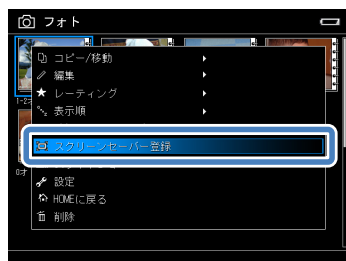 フォト
コピー/移動
編集
レーティング
表示順
スクリーンセーバー登録
設定
HOMEに戻る
削除